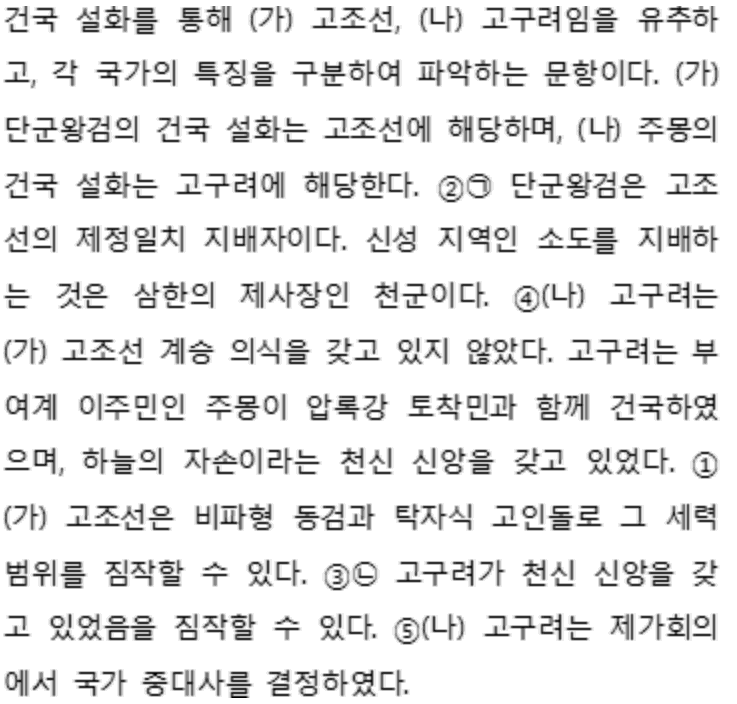 건국 설화를 통해 (가) 고조선, (나) 고구려임을 유추하
고, 각 국가의 특징을 구분하여 파악하는 문항이다. (가)
단군왕검의 건국 설화는 고조선에 해당하며, (나) 주몽의
건국 설화는 고구려에 해당한다. ②㉠ 단군왕검은 고조
선의 제정일치 지배자이다. 신성 지역인 소도를 지배하
는 것은 삼한의 제사장인 천군이다. ④(나) 고구려는
(가) 고조선 계승 의식을 갖고 있지 않았다. 고구려는 부
여계 이주민인 주몽이 압록강 토착민과 함께 건국하였
으며, 하늘의 자손이라는 천신 신앙을 갖고 있었다. ①
(가) 고조선은 비파형 동검과 탁자식 고인돌로 그 세력
범위를 짐작할 수 있다. ③㉡ 고구려가 천신 신앙을 갖
고 있었음을 짐작할 수 있다. ⑤(나) 고구려는 제가회의
에서 국가 중대사를 결정하였다.